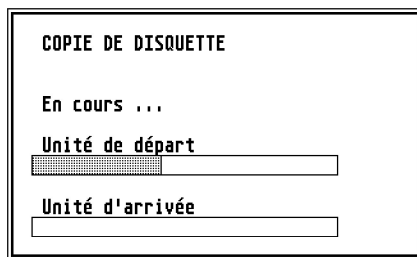 COPIE DE DISQUETTE
En cours ...
Unité de départ
Unité d'arrivée